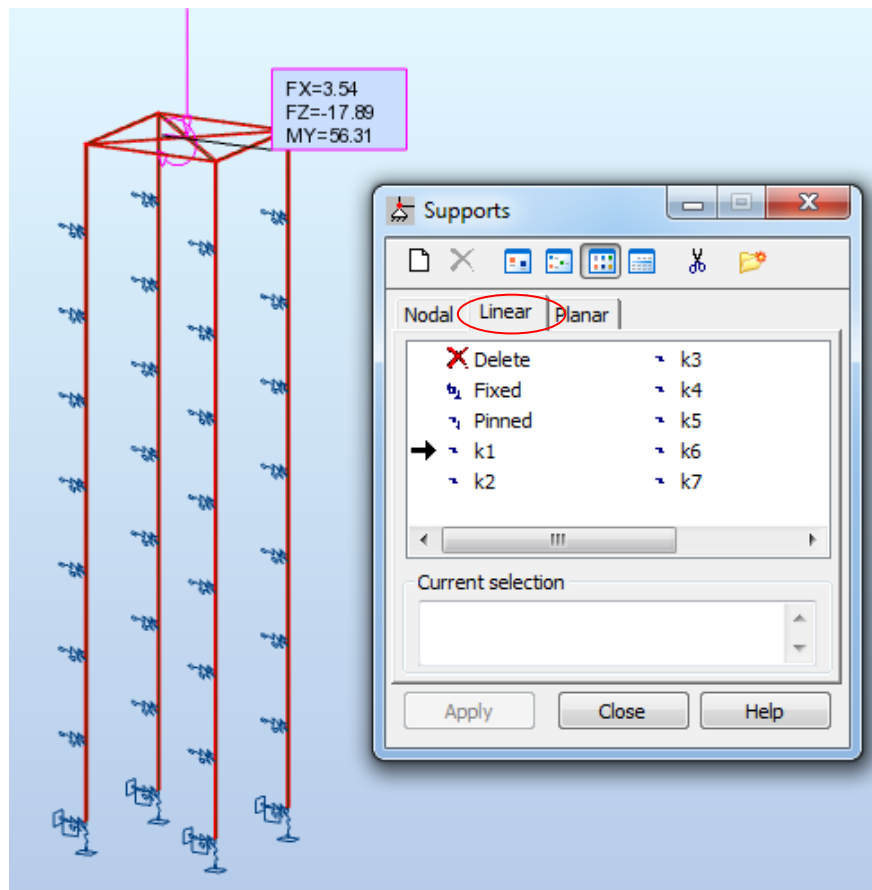 FX=3.54
FZ=-17.89
MY=56.31
Supports
Nodal Linear Planar
Delete
Fixed
Pinned
k1
k2
k3
k4
k5
k6
k7
Current selection
Apply Close Help